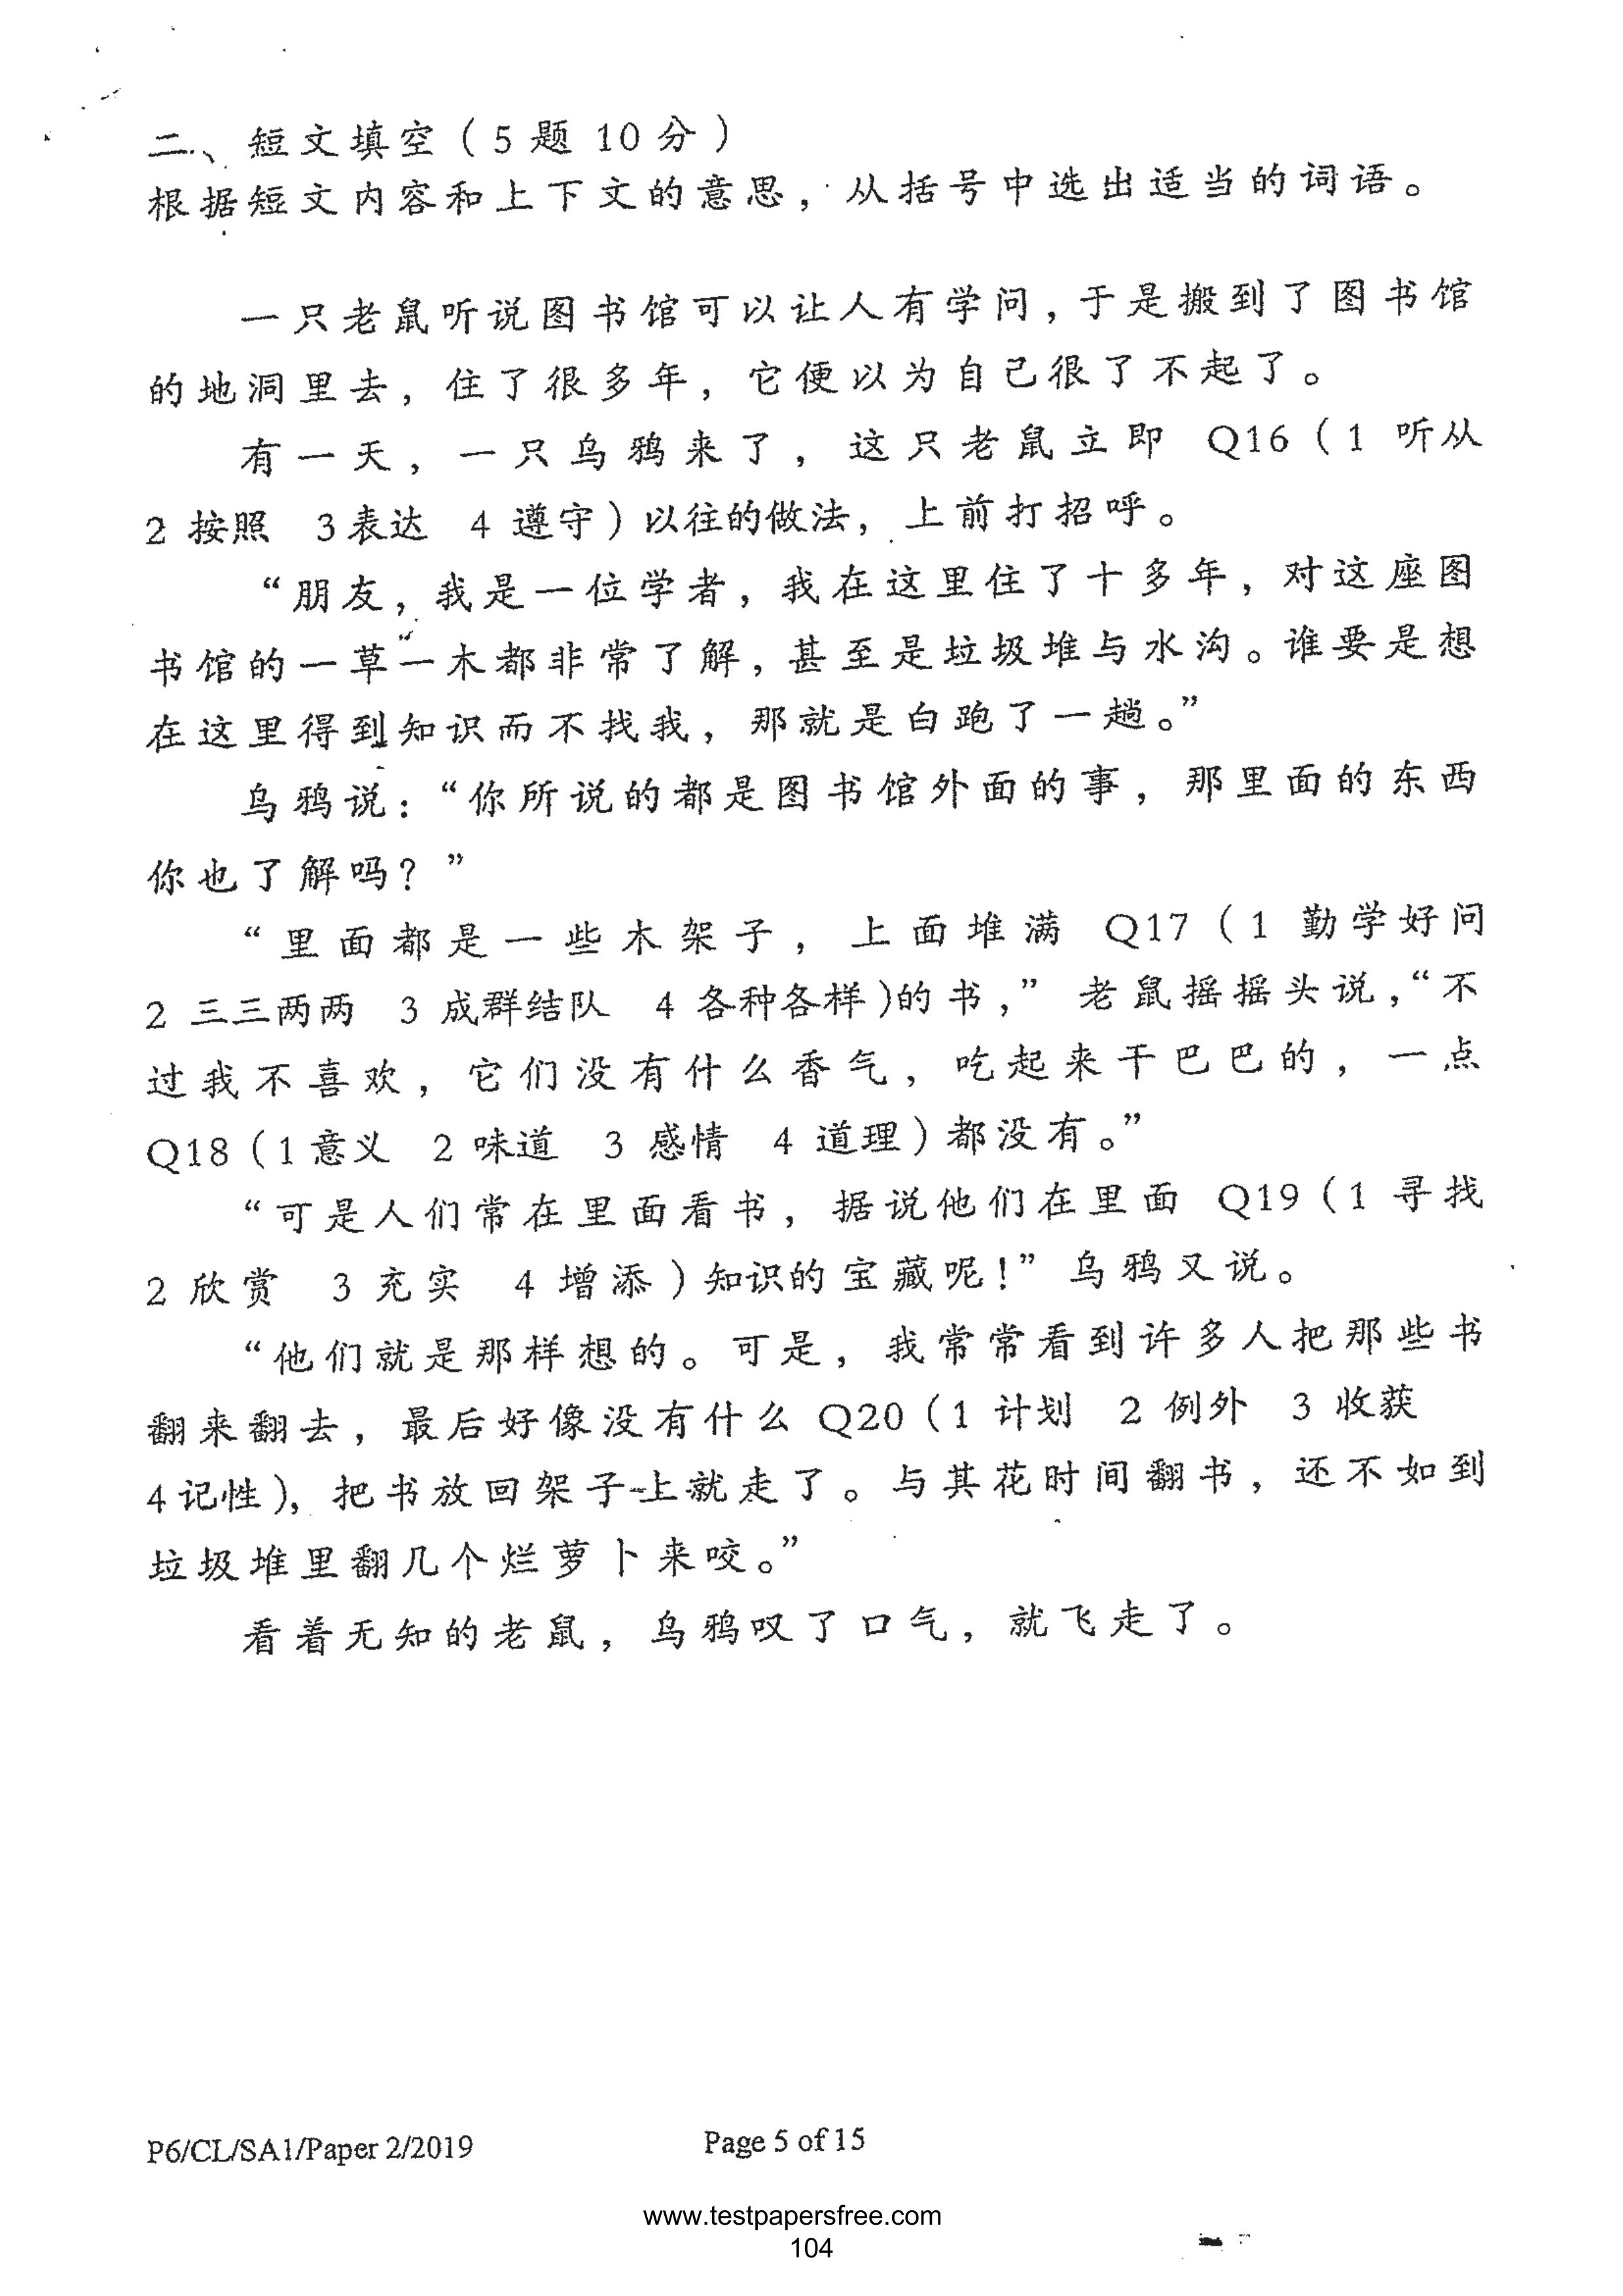 二、短文填空（5题 10分）
根据短文内容和上下文的意思，从括号中选出适当的词语。
一只老鼠听说图书馆可以让人有学问，于是搬到了图书馆
的地洞里去，住了很多年，它便以为自己很了不起了。
有一天，一只乌鸦来了，这只老鼠立即 Q16（1 听从
2 按照 3 表达 4 遵守）以往的做法，上前打招呼。
“朋友，我是一位学者，我在这里住了十多年，对这座图
书馆的一草一木都非常了解，甚至是垃圾堆与水沟。谁要是想
在这里得到知识而不找我，那就是白跑了一趟。”
乌鸦说：“你所说的都是图书馆外面的事，那里面的东西
你也了解吗？”
“里面都是一些木架子，上面堆满 Q17（1 勤学好问
2 三三两两 3 成群结队 4 各种各样）的书，”老鼠摇摇头说，“不
过我不喜欢，它们没有什么香气，吃起来干巴巴的，一点
Q18（1 意义 2 味道 3 感情 4 道理）都没有。”
“可是人们常在里面看书，据说他们在里面 Q19（1 寻找
2 欣赏 3 充实 4 增添）知识的宝藏呢！”乌鸦又说。
“他们就是那样想的。可是，我常常看到许多人把那些书
翻来翻去，最后好像没有什么 Q20（1 计划 2 例外 3 收获
4 记性），把书放回架子上就走了。与其花时间翻书，还不如到
垃圾堆里翻几个烂萝卜来咬。”
看着无知的老鼠，乌鸦叹了口气，就飞走了。
P6/CL/SA1/Paper 2/2019 Page 5 of 15
www.testpapersfree.com
104